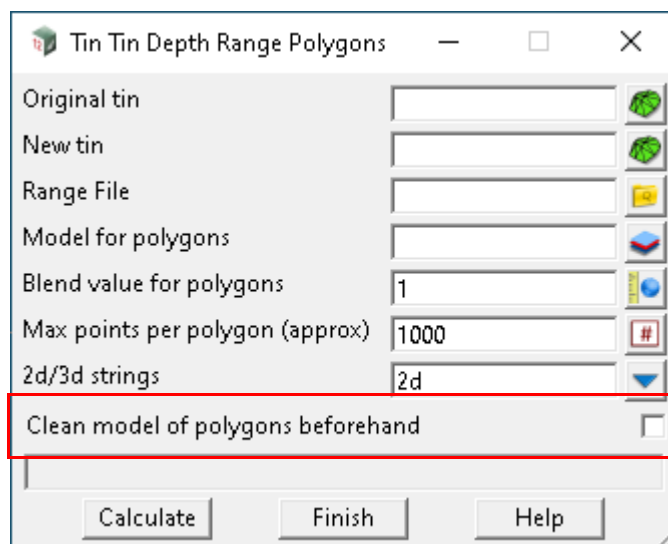 Tin Tin Depth Range Polygons
Original tin
New tin
Range File
Model for polygons
Blend value for polygons 1
Max points per polygon (approx) 1000 #
2d/3d strings 2d
Clean model of polygons beforehand
Calculate Finish Help